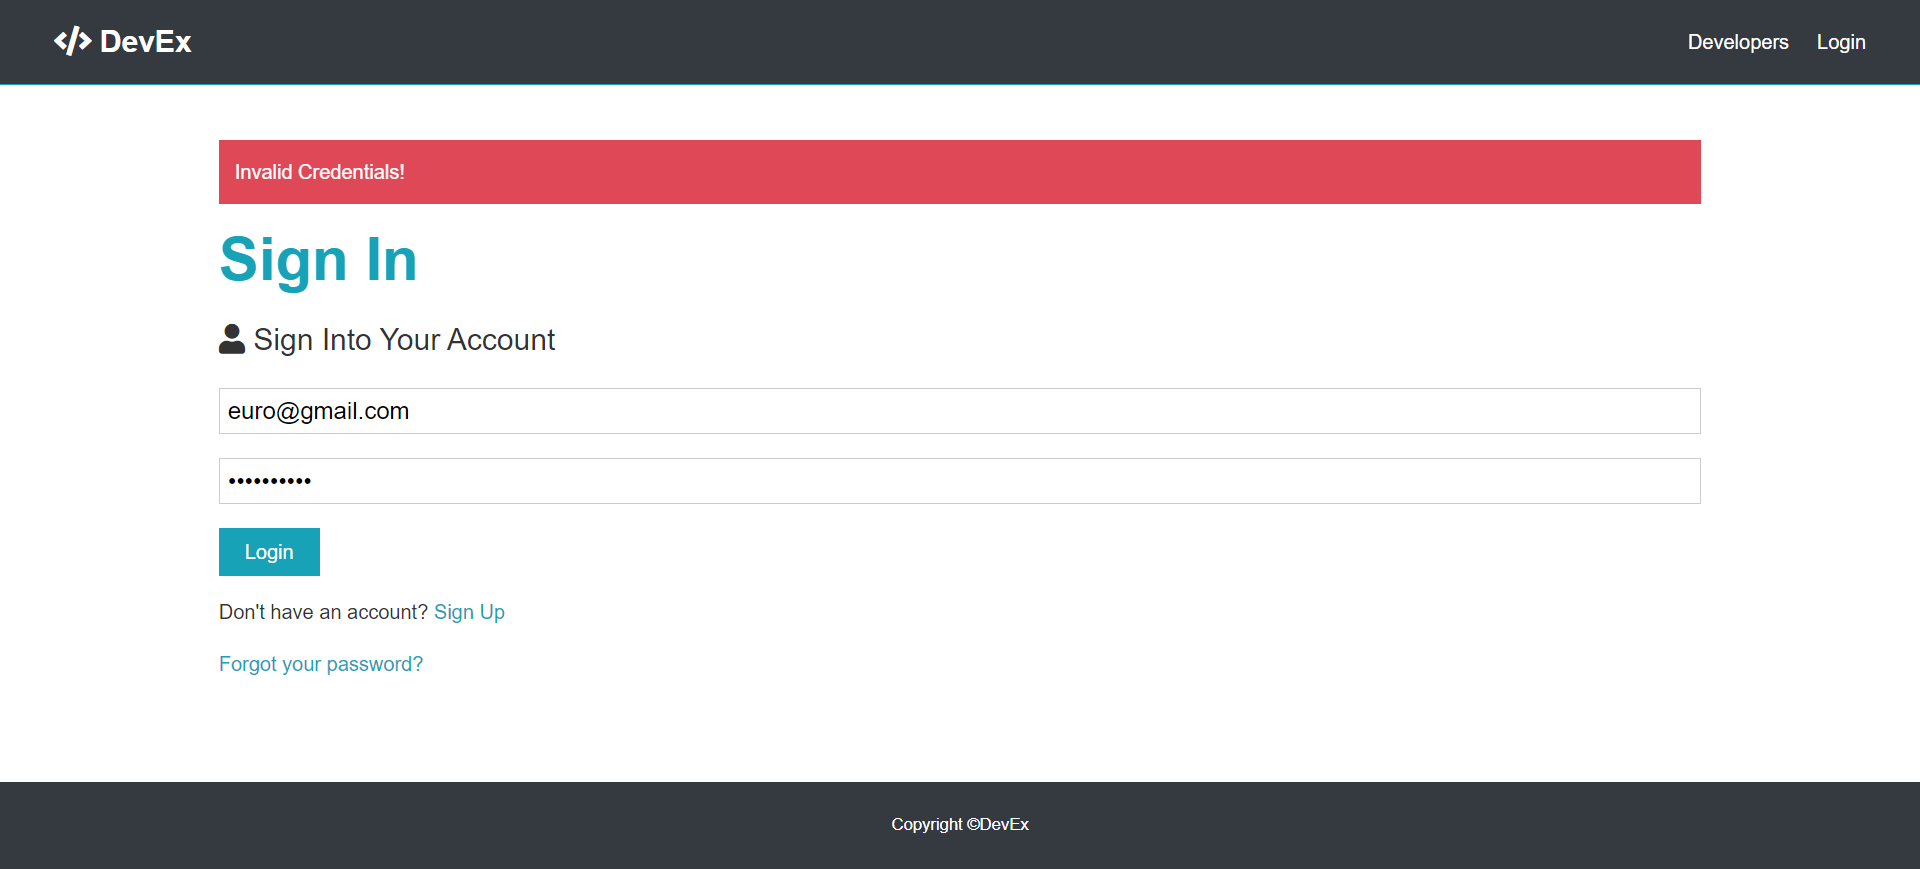 DevEx
Developers Login
Invalid Credentials!
Sign In
Sign Into Your Account
euro@gmail.com
••••••••••
Login
Don't have an account? Sign Up
Forgot your password?
Copyright ©DevEx